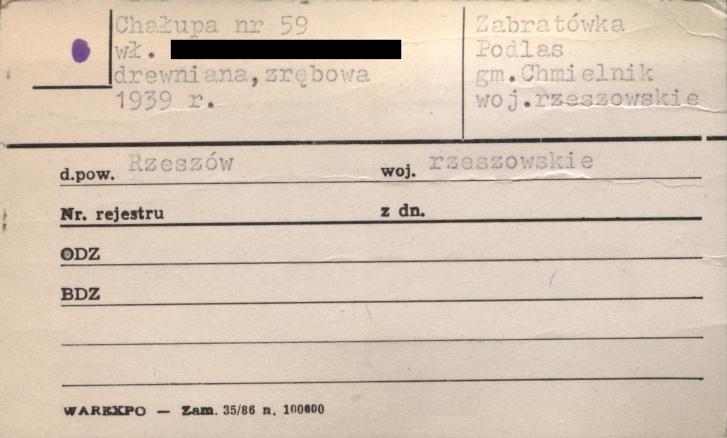 Chałupa nr 59
wł.
drewniana,zrębowa
1939 r.
Zabratówka
Podlas
gm.Chmielnik
woj.rzeszowskie
d.pow. Rzeszów woj. rzeszowskie
Nr. rejestru z dn.
ODZ
BDZ
WAREXPO — Zam. 35/86 n. 100000